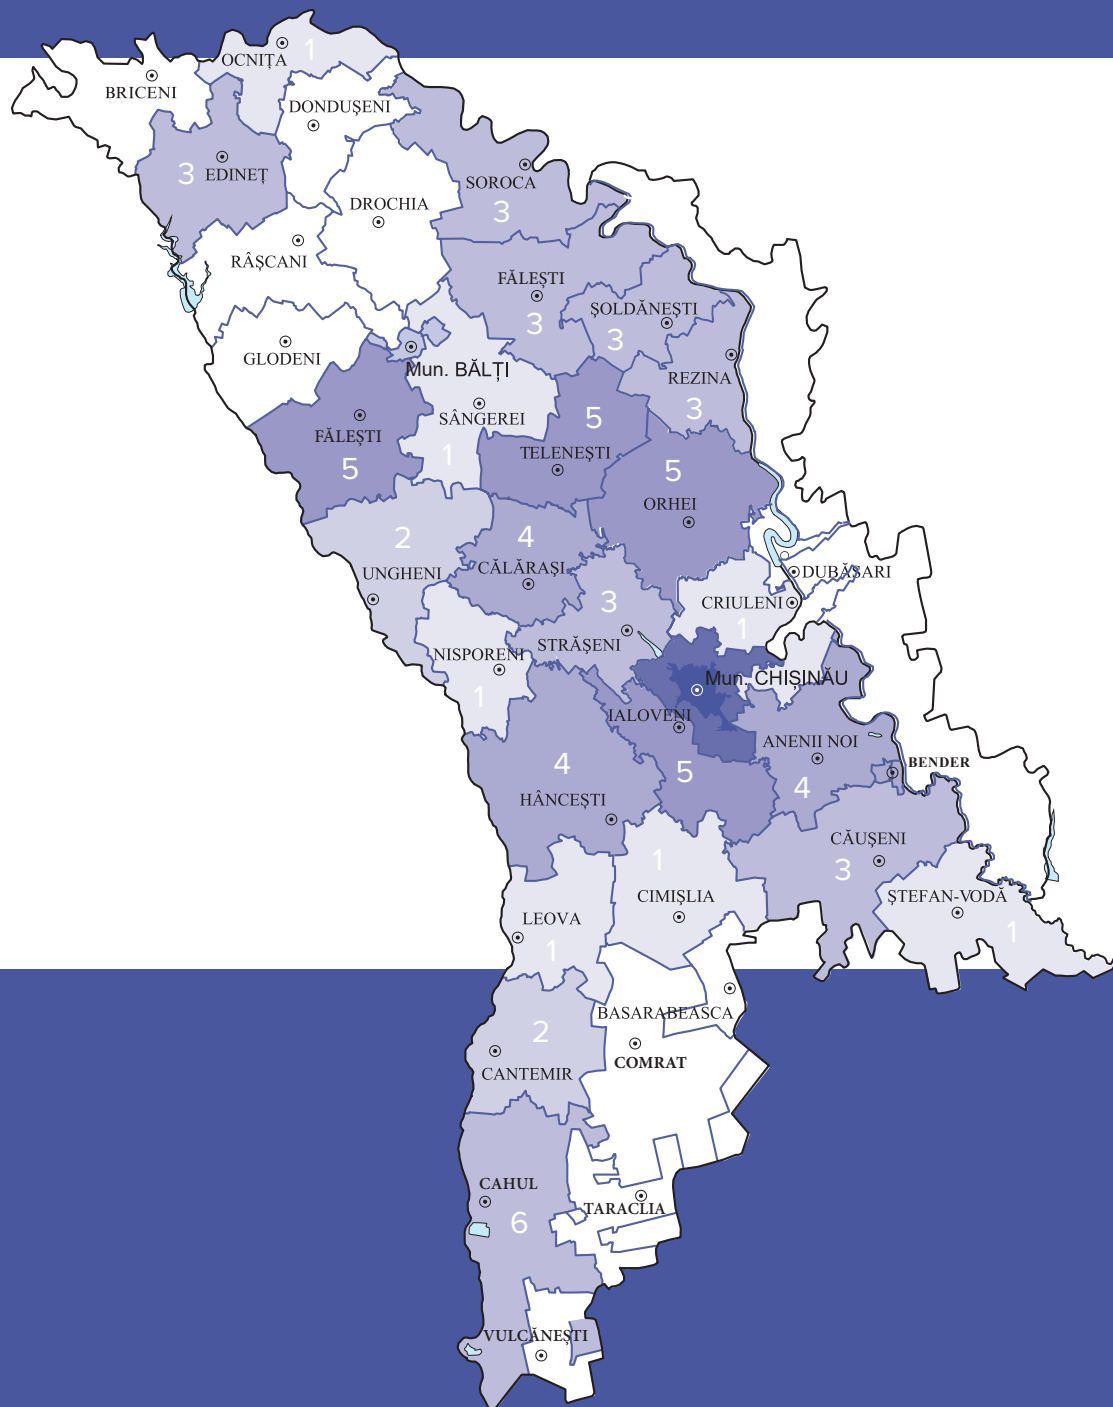 OCNIȚA
1
BRICENI
DONDUȘENI
3
EDINEȚ
SOROCA
3
DROCHIA
RÂȘCANI
FĂLEȘTI
3
ȘOLDĂNEȘTI
3
GLODENI
Mun. BĂLȚI
REZINA
3
SÂNGEREI
1
5
TELENEȘTI
FĂLEȘTI
5
5
ORHEI
2
UNGHENI
4
CĂLĂRAȘI
DUBĂSARI
CRIULENI
1
3
STRĂȘENI
NISPORENI
1
Mun. CHIȘINĂU
IALOVENI
5
ANENII NOI
4
BENDER
4
HÂNCEȘTI
CĂUȘENI
3
1
CIMIȘLIA
ȘTEFAN-VODĂ
1
LEOVA
1
BASARABEASCA
2
CANTEMIR
COMRAT
CAHUL
6
TARACLIA
VULCĂNEȘTI